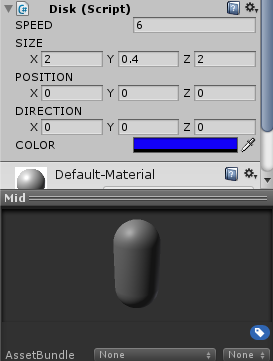 Disk (Script)
SPEED 6
SIZE
X 2 Y 0.4 Z 2
POSITION
X 0 Y 0 Z 0
DIRECTION
X 0 Y 0 Z 0
COLOR
Default-Material
Mid
AssetBundle None None